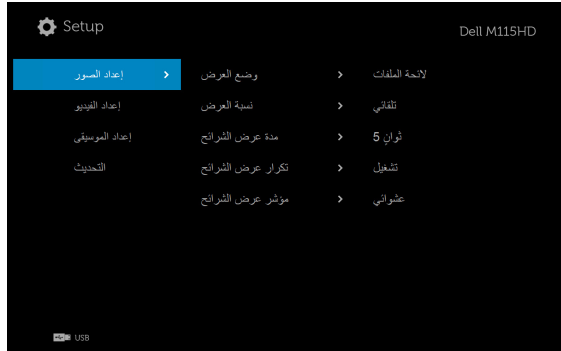 Setup
Dell M115HD
إعداد الصور
وضع العرض
لائحة الملفات
إعداد الفيديو
نسبة العرض
تلقائي
إعداد الموسيقى
مدة عرض الشرائح
5 ثوانٍ
التحديث
تكرار عرض الشرائح
تشغيل
مؤشر عرض الشرائح
عشوائي
USB